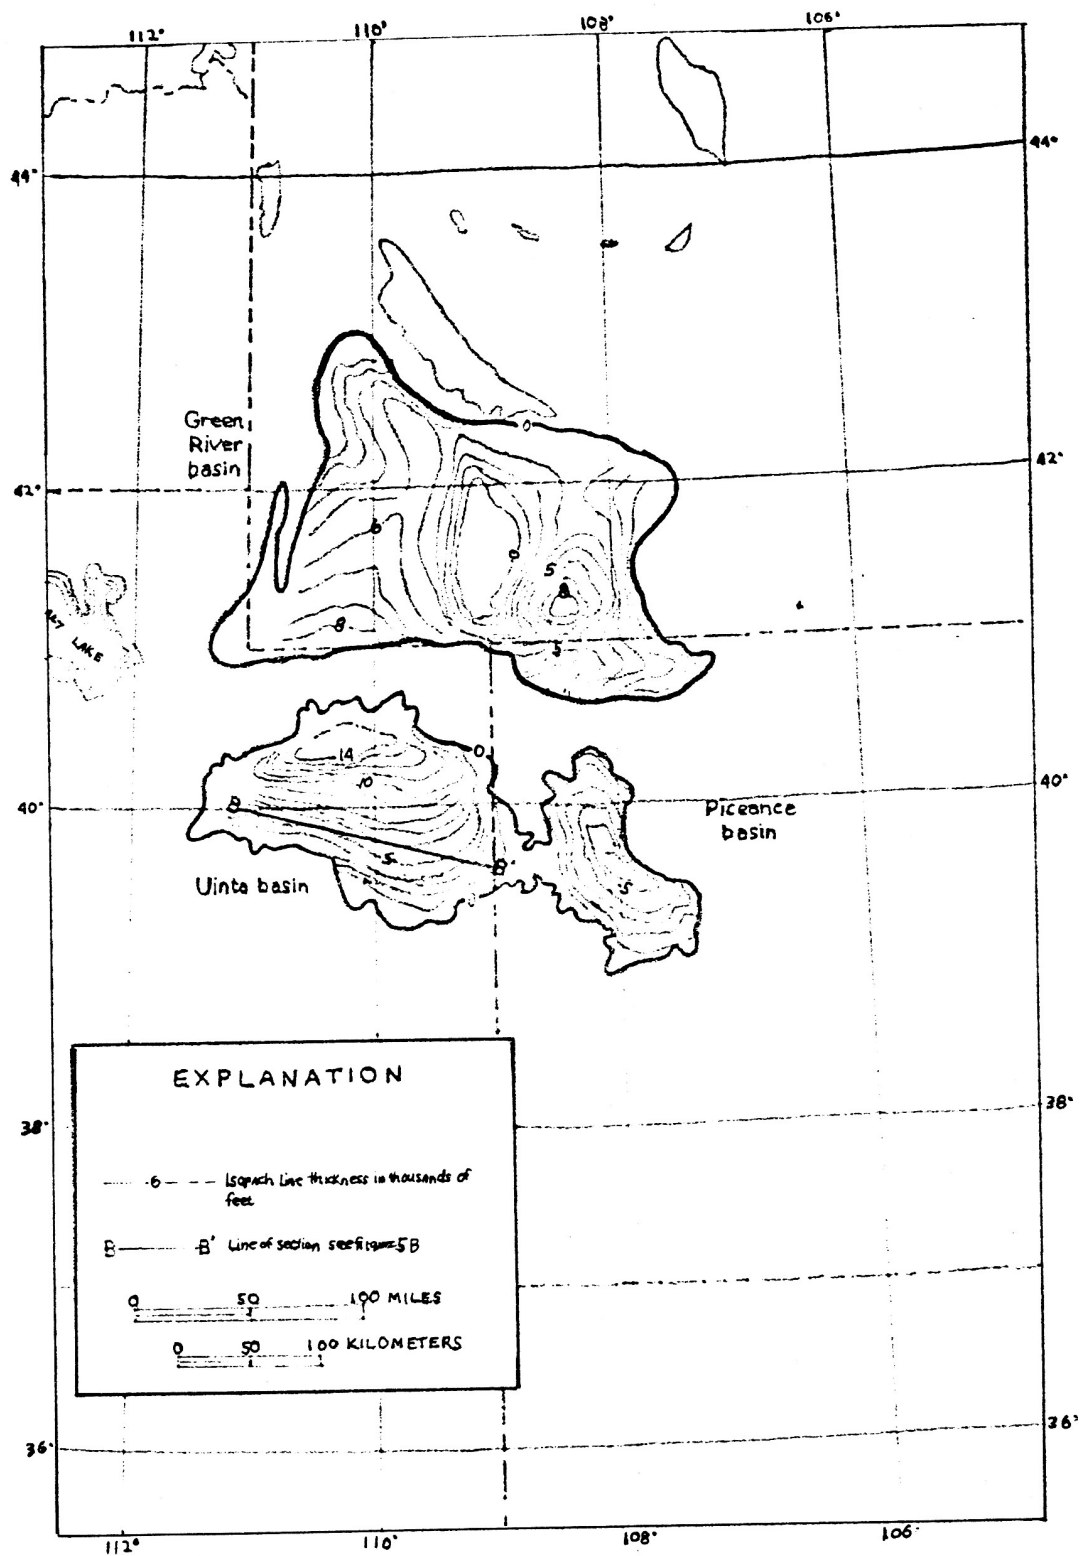 112°
110°
108°
106°
44°
44°
Green
River
basin
0
42°
42°
6
0
5
8
8
5
LAKE
14
0
10
40°
40°
B
Piceance
basin
5
B'
Uinta basin
5
EXPLANATION
6
Isopach line thickness in thousands of
feet
B B' Line of section see figure 5B
0 50 100 MILES
0 50 100 KILOMETERS
38°
38°
36°
36°
112°
110°
108°
106°